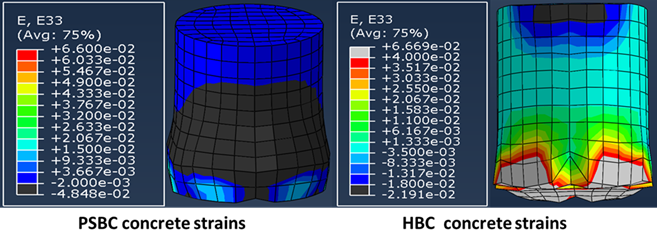 E, E33
(Avg: 75%)
+6.600e-02
+6.033e-02
+5.467e-02
+4.900e-02
+4.333e-02
+3.767e-02
+3.200e-02
+2.633e-02
+2.067e-02
+1.500e-02
+9.333e-03
+3.667e-03
-2.000e-03
-4.848e-02
E, E33
(Avg: 75%)
+6.669e-02
+4.000e-02
+3.517e-02
+3.033e-02
+2.550e-02
+2.067e-02
+1.583e-02
+1.100e-02
+6.167e-03
+1.333e-03
-3.500e-03
-8.333e-03
-1.317e-02
-1.800e-02
-2.191e-02
PSBC concrete strains
HBC concrete strains